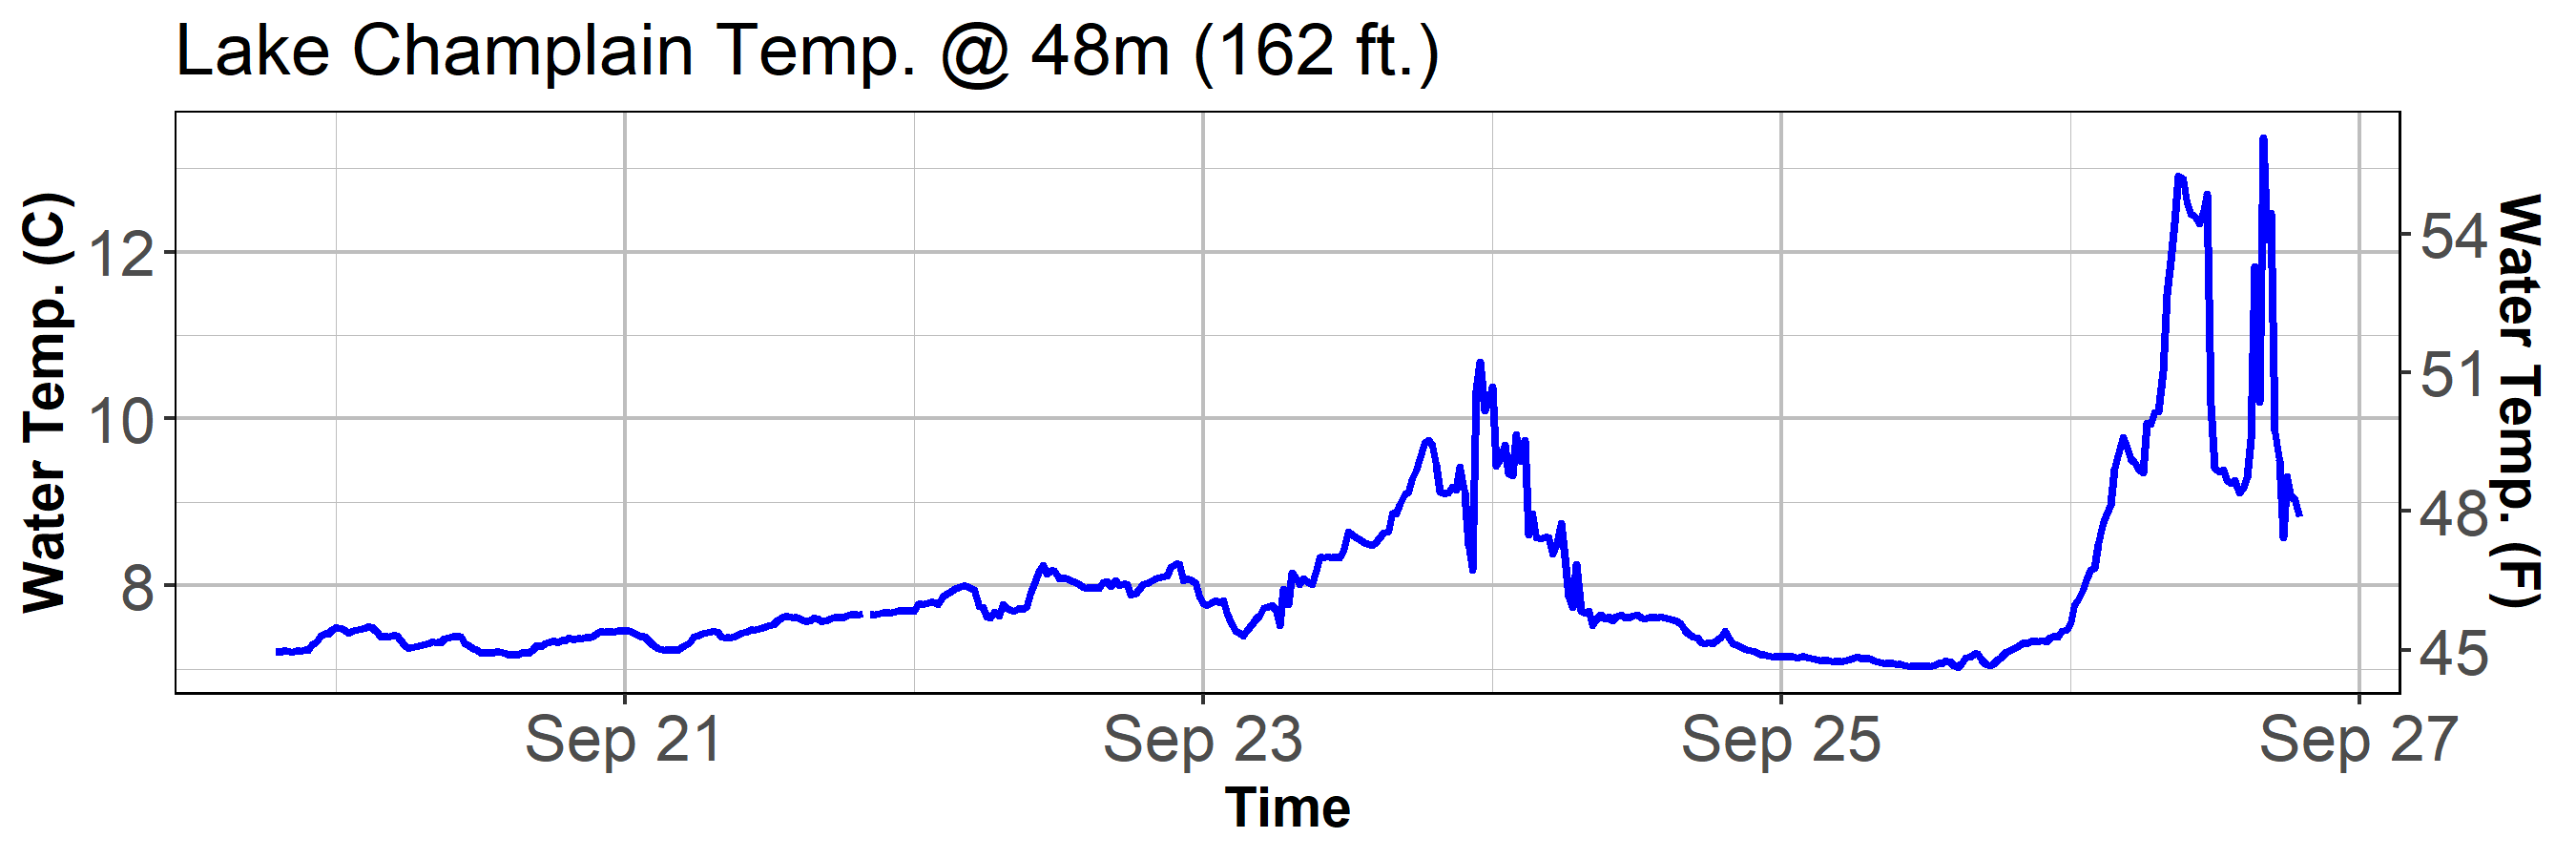 Lake Champlain Temp. @ 48m (162 ft.)
Water Temp. (C)
12
10
8
54
51
48
45
Water Temp. (F)
Sep 21
Sep 23
Sep 25
Sep 27
Time